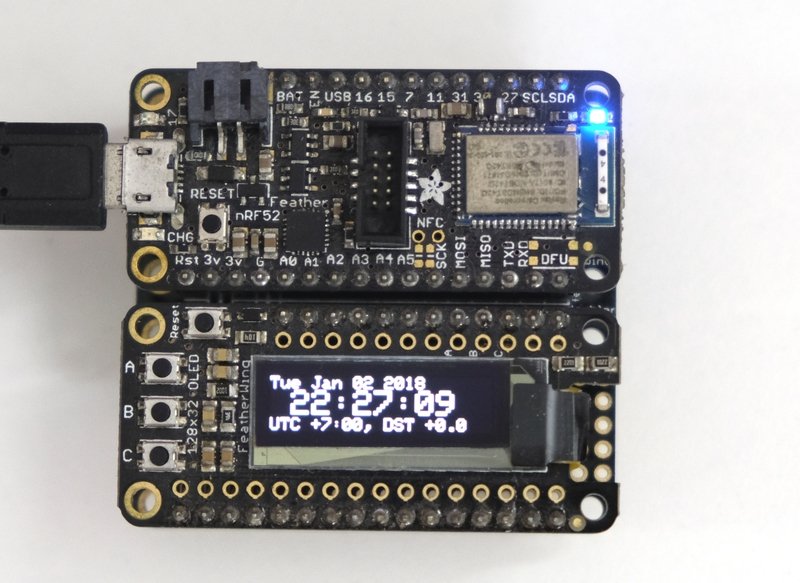 BAT EN USB 16 15 7 11 31 30 27 SCL SDA
17
RESET
nRF52
Feather
NFC
CHG
Rst 3v 3v G A0 A1 A2 A3 A4 A5 SCK MOSI MISO TXD RXD DFU
Reset
A B C
A
B
C
128x32 OLED
FeatherWing
Tue Jan 02 2018
22:27:09
UTC +7:00, DST +0.0